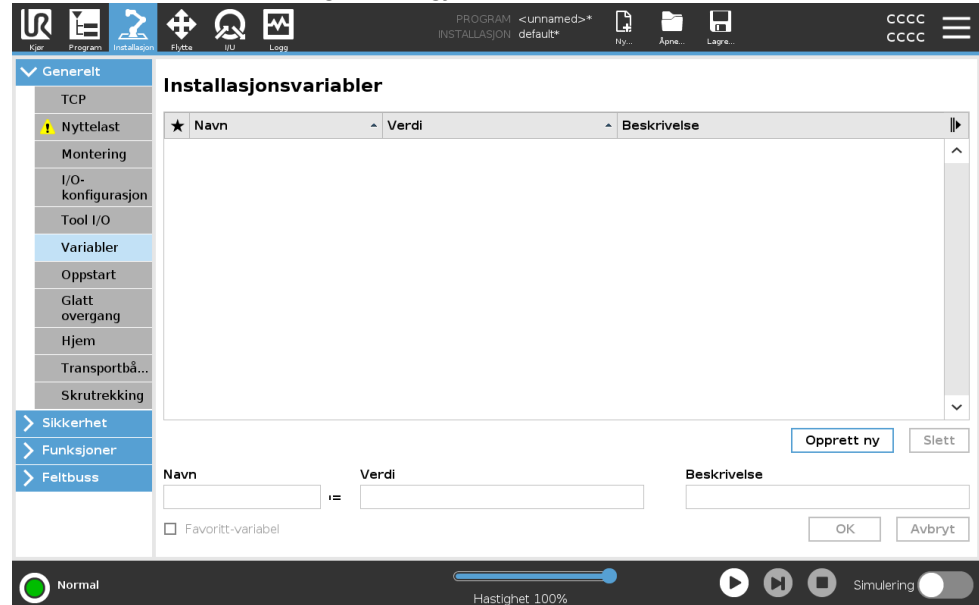 PROGRAM <unnamed>*
INSTALLASJON default*
CCCC
CCCC
Kjør
Program
Installasjon
Flytte
I/U
Logg
Ny...
Åpne...
Lagre...
Generelt
TCP
Nyttelast
Montering
I/O-
konfigurasjon
Tool I/O
Variabler
Oppstart
Glatt
overgang
Hjem
Transportbå...
Skrutrekking
Sikkerhet
Funksjoner
Feltbuss
Installasjonsvariabler
Navn
Verdi
Beskrivelse
Opprett ny
Slett
Navn
Verdi
Beskrivelse
:=
Favoritt-variabel
OK
Avbryt
Normal
Hastighet 100%
Simulering